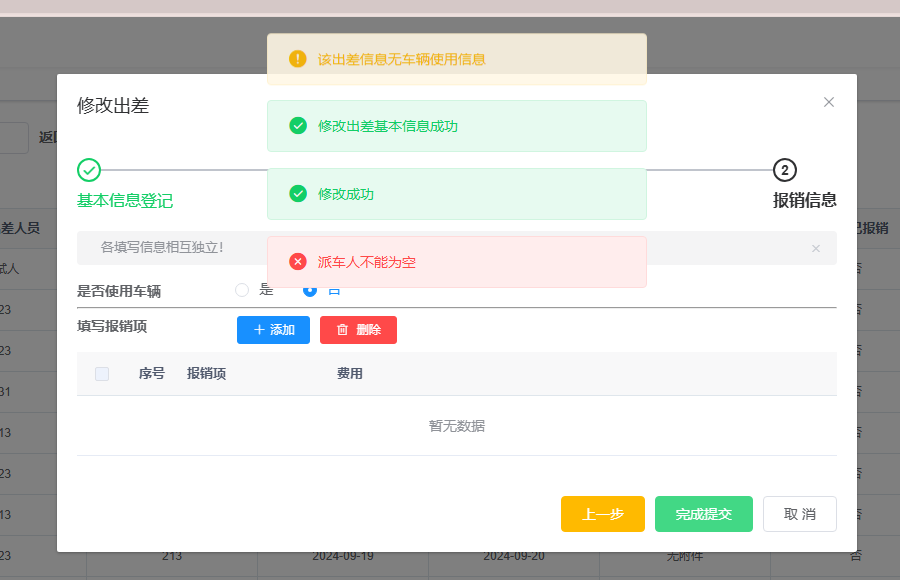 该出差信息无车辆使用信息
修改出差
修改出差基本信息成功
修改成功
2
基本信息登记
报销信息
差人员
已报销
各填写信息相互独立!
派车人不能为空
试人
否
是否使用车辆
是
否
23
否
填写报销项
添加
删除
23
否
序号 报销项 费用
31
否
13
否
暂无数据
23
否
13
否
上一步
完成提交
取 消
23 213 2024-09-19 2024-09-20 无附件 否